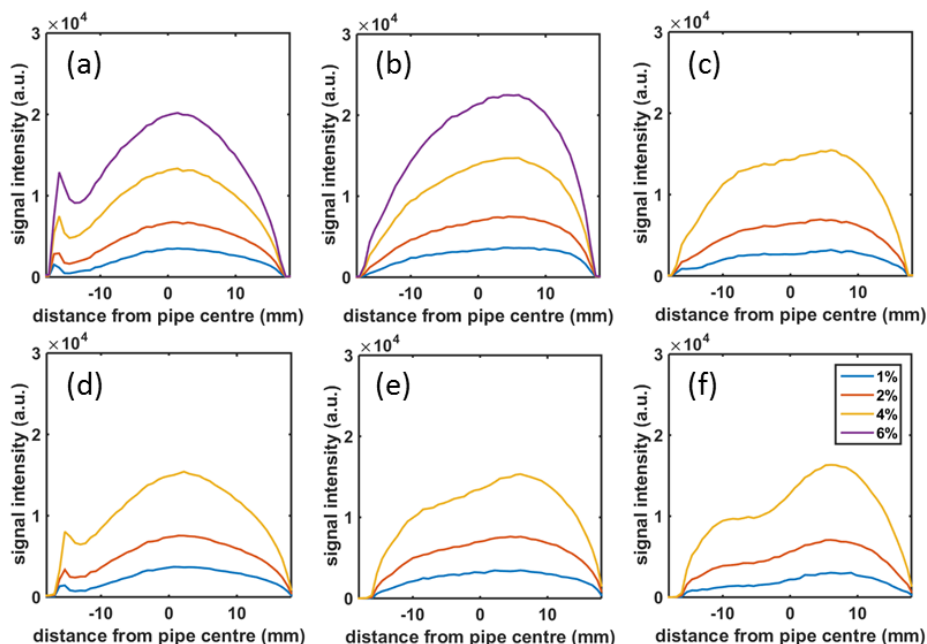 ×10⁴
×10⁴
×10⁴
3
2
1
0
(a)
signal intensity (a.u.)
-10
0
10
distance from pipe centre (mm)
3
2
1
0
(b)
signal intensity (a.u.)
-10
0
10
distance from pipe centre (mm)
3
2
1
0
(c)
signal intensity (a.u.)
-10
0
10
distance from pipe centre (mm)
×10⁴
×10⁴
×10⁴
3
2
1
0
(d)
signal intensity (a.u.)
-10
0
10
distance from pipe centre (mm)
3
2
1
0
(e)
signal intensity (a.u.)
-10
0
10
distance from pipe centre (mm)
3
2
1
0
(f)
signal intensity (a.u.)
1%
2%
4%
6%
-10
0
10
distance from pipe centre (mm)